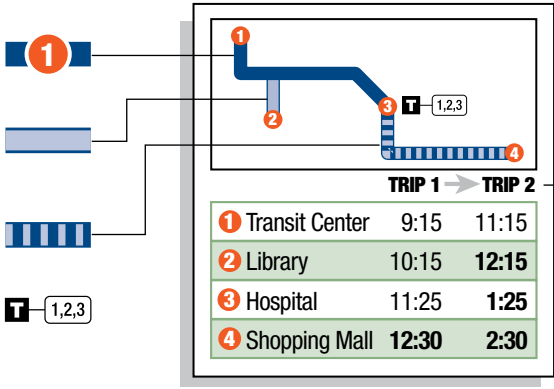 1
1
2
3 T 1,2,3
4
TRIP 1 TRIP 2
1 Transit Center 9:15 11:15
2 Library 10:15 12:15
3 Hospital 11:25 1:25
4 Shopping Mall 12:30 2:30
T 1,2,3